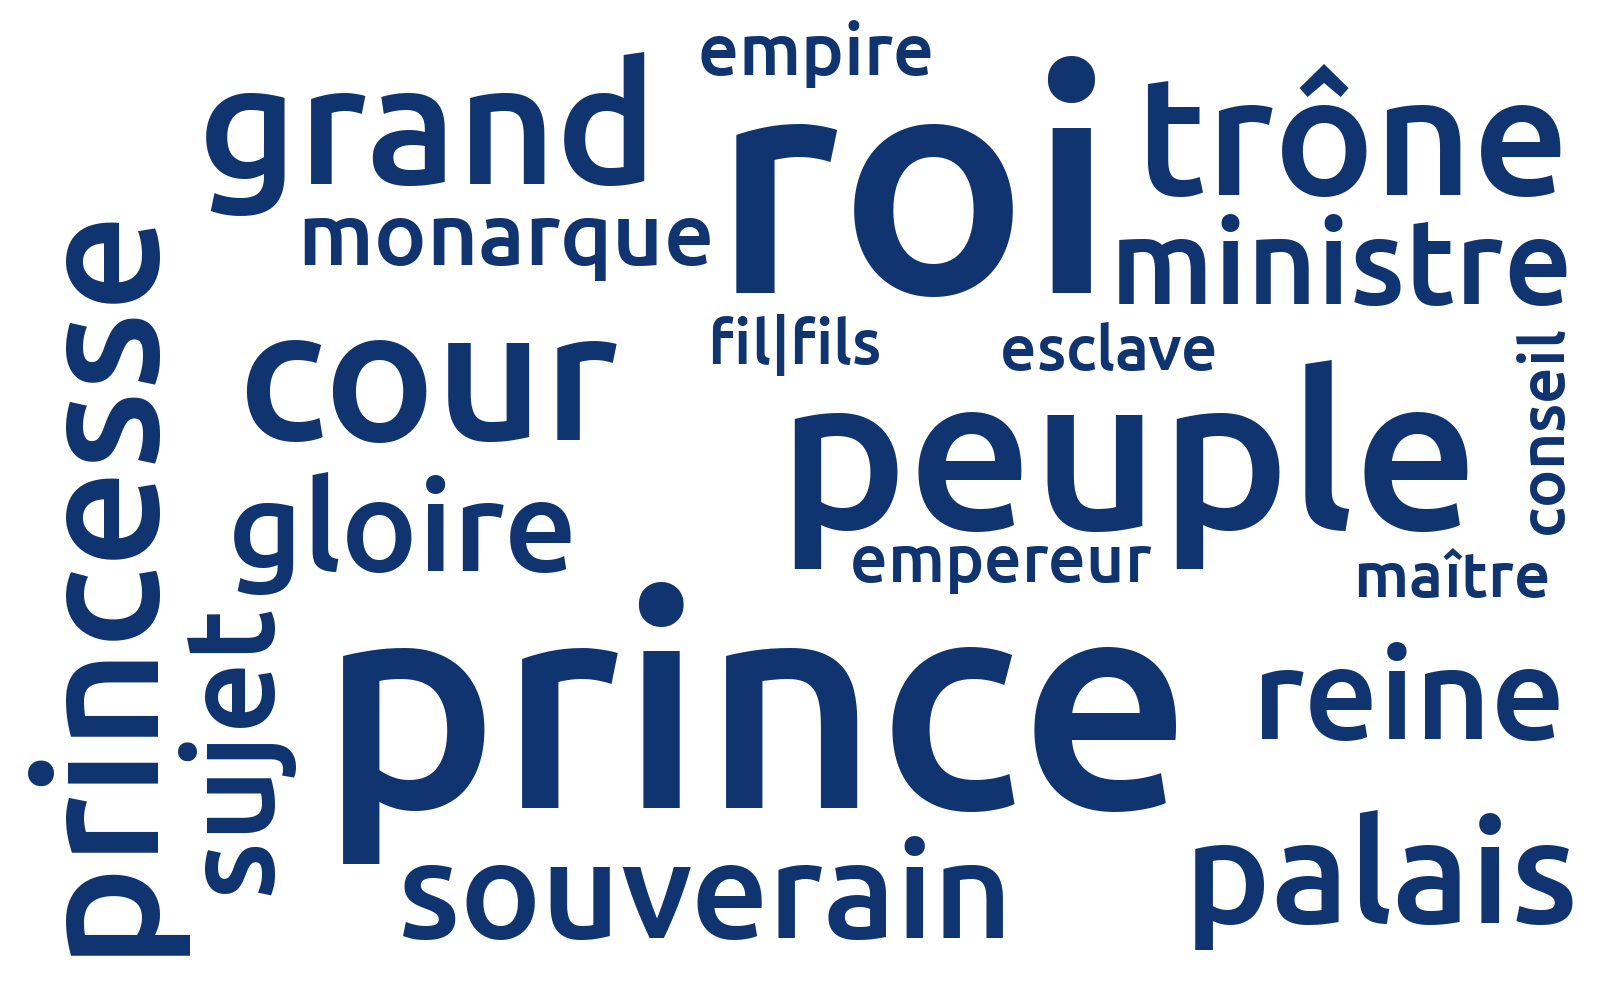 empire
grand
roi
trône
monarque
ministre
princesse
fil|fils
esclave
cour
conseil
peuple
gloire
empereur
maître
sujet
prince
reine
souverain
palais